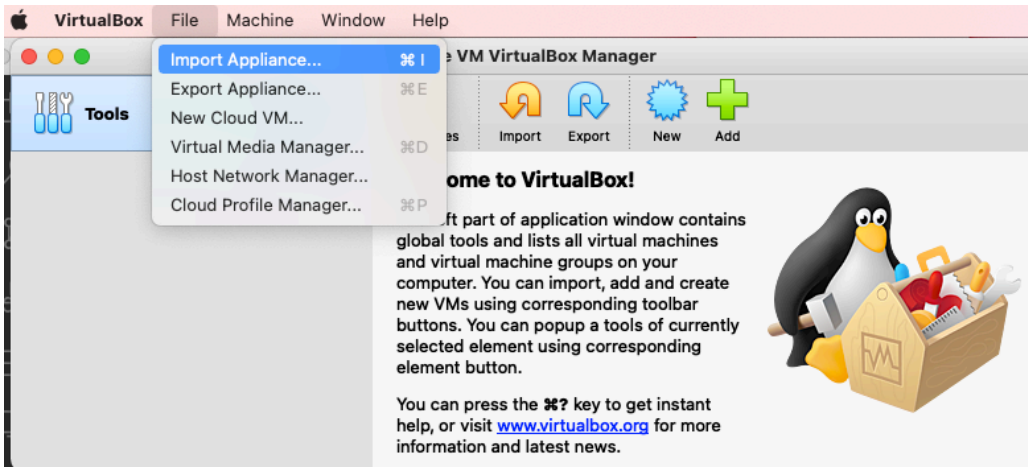 VirtualBox File Machine Window Help
VM VirtualBox Manager
Import Appliance... ⌘ I
Export Appliance... ⌘ E
New Cloud VM...
Virtual Media Manager... ⌘D
Host Network Manager...
Cloud Profile Manager... ⌘P
Tools
Import Export New Add
to VirtualBox!
part of application window contains
global tools and lists all virtual machines
and virtual machine groups on your
computer. You can import, add and create
new VMs using corresponding toolbar
buttons. You can popup a tools of currently
selected element using corresponding
element button.
You can press the ⌘? key to get instant
help, or visit www.virtualbox.org for more
information and latest news.